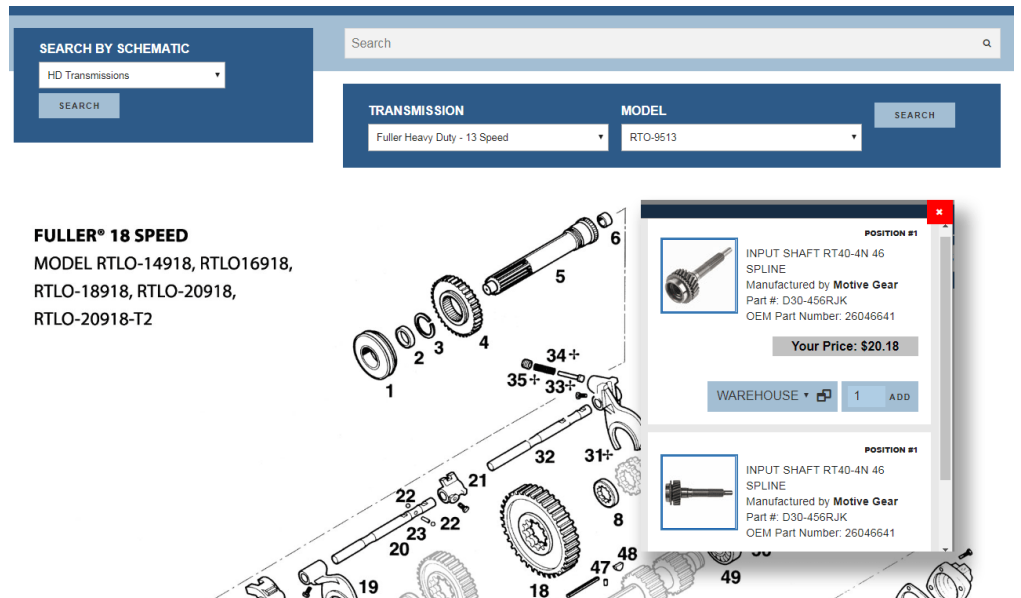 SEARCH BY SCHEMATIC
HD Transmissions
SEARCH
Search
TRANSMISSION
Fuller Heavy Duty - 13 Speed
MODEL
RTO-9513
SEARCH
FULLER® 18 SPEED
MODEL RTLO-14918, RTLO16918,
RTLO-18918, RTLO-20918,
RTLO-20918-T2
6
5
4
3
2
1
34÷
35÷
33÷
32
31÷
21
22
22
23
20
19
8
18
47
48
49
POSITION #1
INPUT SHAFT RT40-4N 46
SPLINE
Manufactured by Motive Gear
Part #: D30-456RJK
OEM Part Number: 26046641
Your Price: $20.18
WAREHOUSE
1
ADD
POSITION #1
INPUT SHAFT RT40-4N 46
SPLINE
Manufactured by Motive Gear
Part #: D30-456RJK
OEM Part Number: 26046641